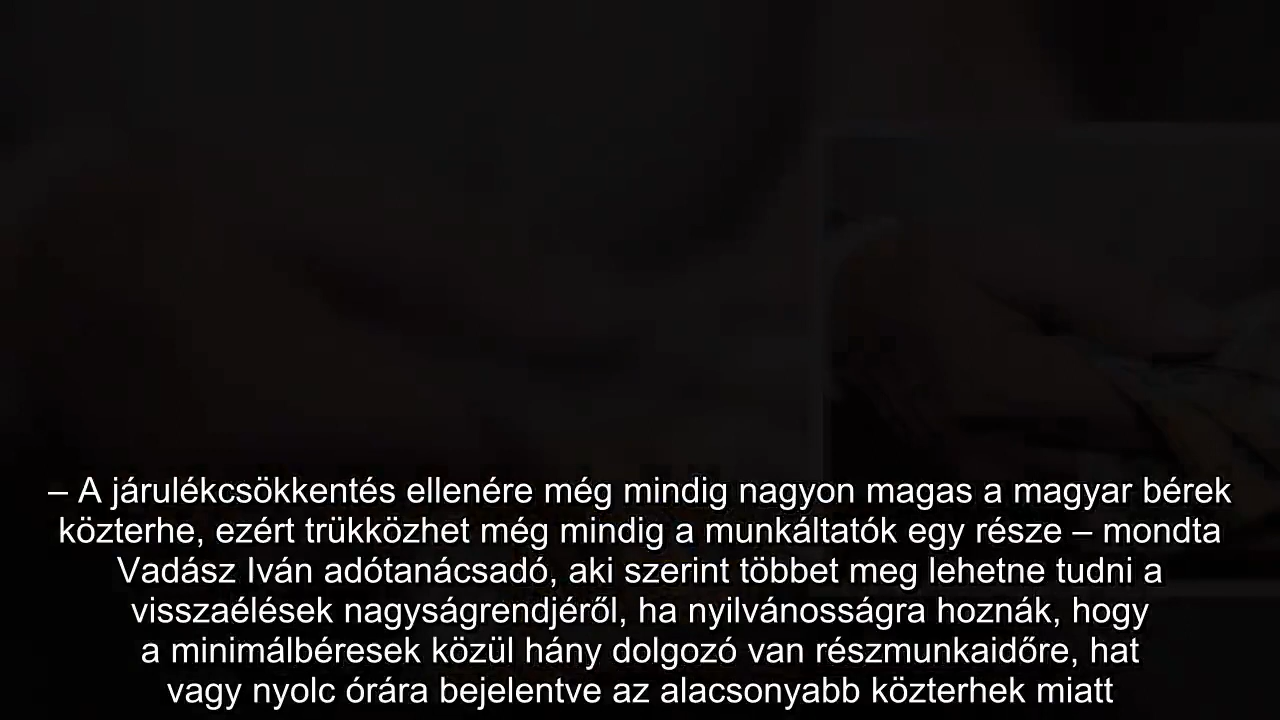 – A járulékcsökkentés ellenére még mindig nagyon magas a magyar bérek
közterhe, ezért trükközhet még mindig a munkáltatók egy része – mondta
Vadász Iván adótanácsadó, aki szerint többet meg lehetne tudni a
visszaélések nagyságrendjéről, ha nyilvánosságra hoznák, hogy
a minimálbéresek közül hány dolgozó van részmunkaidőre, hat
vagy nyolc órára bejelentve az alacsonyabb közterhek miatt